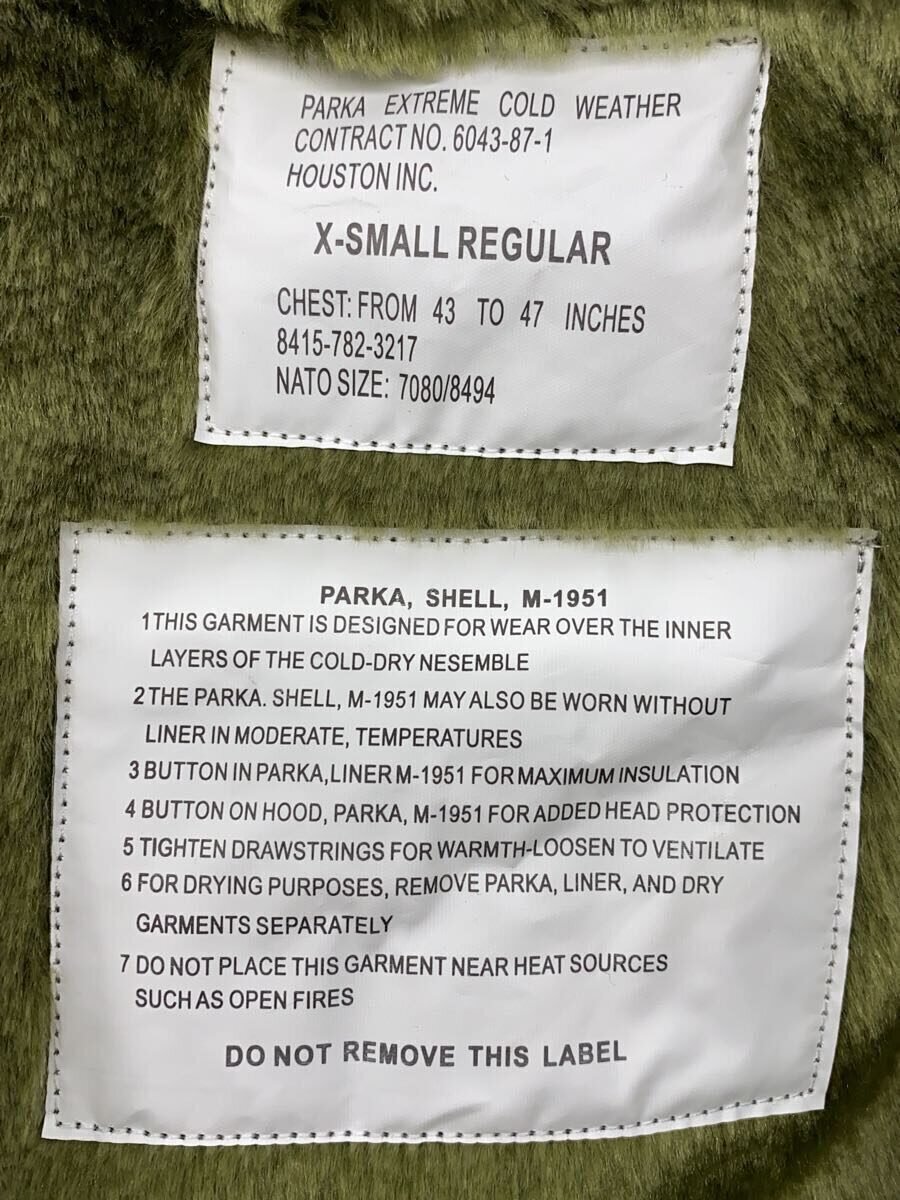 PARKA EXTREME COLD WEATHER
CONTRACT NO. 6043-87-1
HOUSTON INC.
X-SMALL REGULAR
CHEST: FROM 43 TO 47 INCHES
8415-782-3217
NATO SIZE: 7080/8494
PARKA, SHELL, M-1951
1 THIS GARMENT IS DESIGNED FOR WEAR OVER THE INNER
LAYERS OF THE COLD-DRY NESEMBLE
2 THE PARKA. SHELL, M-1951 MAY ALSO BE WORN WITHOUT
LINER IN MODERATE, TEMPERATURES
3 BUTTON IN PARKA, LINER M-1951 FOR MAXIMUM INSULATION
4 BUTTON ON HOOD, PARKA, M-1951 FOR ADDED HEAD PROTECTION
5 TIGHTEN DRAWSTRINGS FOR WARMTH-LOOSEN TO VENTILATE
6 FOR DRYING PURPOSES, REMOVE PARKA, LINER, AND DRY
GARMENTS SEPARATELY
7 DO NOT PLACE THIS GARMENT NEAR HEAT SOURCES
SUCH AS OPEN FIRES
DO NOT REMOVE THIS LABEL